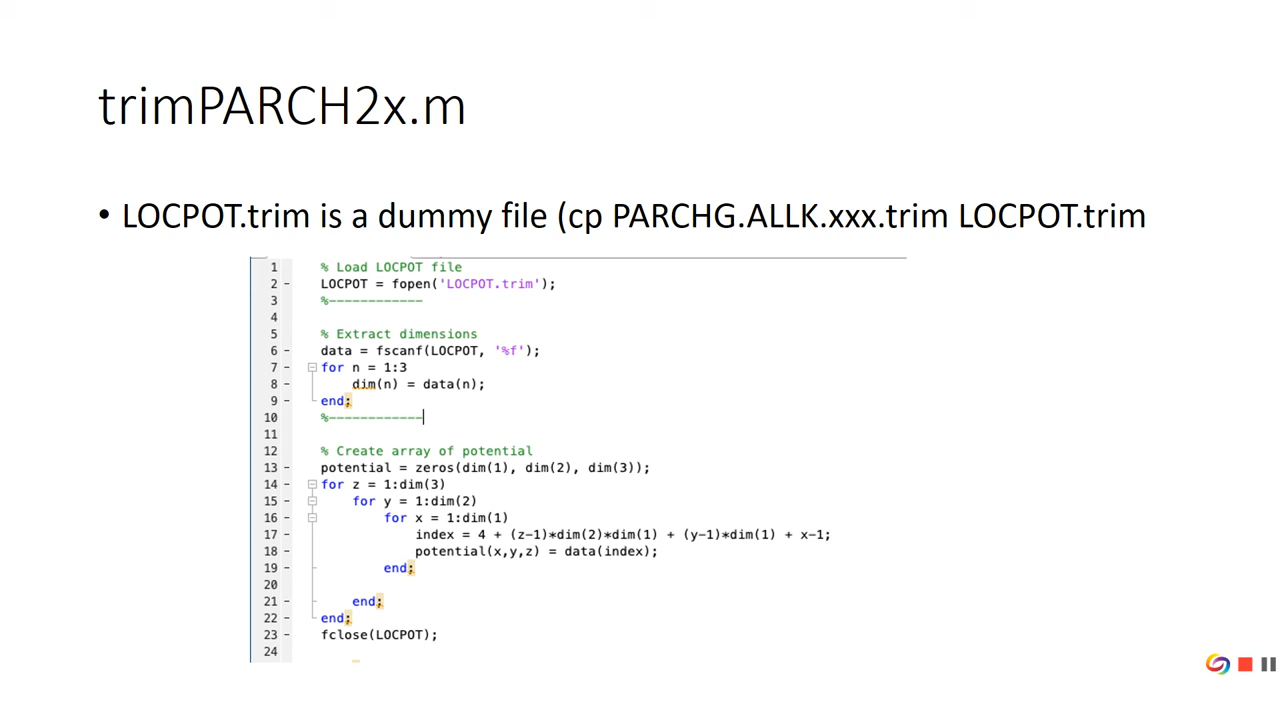 trimPARCH2x.m
• LOCPOT.trim is a dummy file (cp PARCHG.ALLK.xxx.trim LOCPOT.trim
1 % Load LOCPOT file
2 - LOCPOT = fopen('LOCPOT.trim');
3 %------------
4
5 % Extract dimensions
6 - data = fscanf(LOCPOT, '%f');
7 - for n = 1:3
8 - dim(n) = data(n);
9 - end;
10 %------------
11
12 % Create array of potential
13 - potential = zeros(dim(1), dim(2), dim(3));
14 - for z = 1:dim(3)
15 - for y = 1:dim(2)
16 - for x = 1:dim(1)
17 - index = 4 + (z-1)*dim(2)*dim(1) + (y-1)*dim(1) + x-1;
18 - potential(x,y,z) = data(index);
19 - end;
20
21 - end;
22 - end;
23 - fclose(LOCPOT);
24